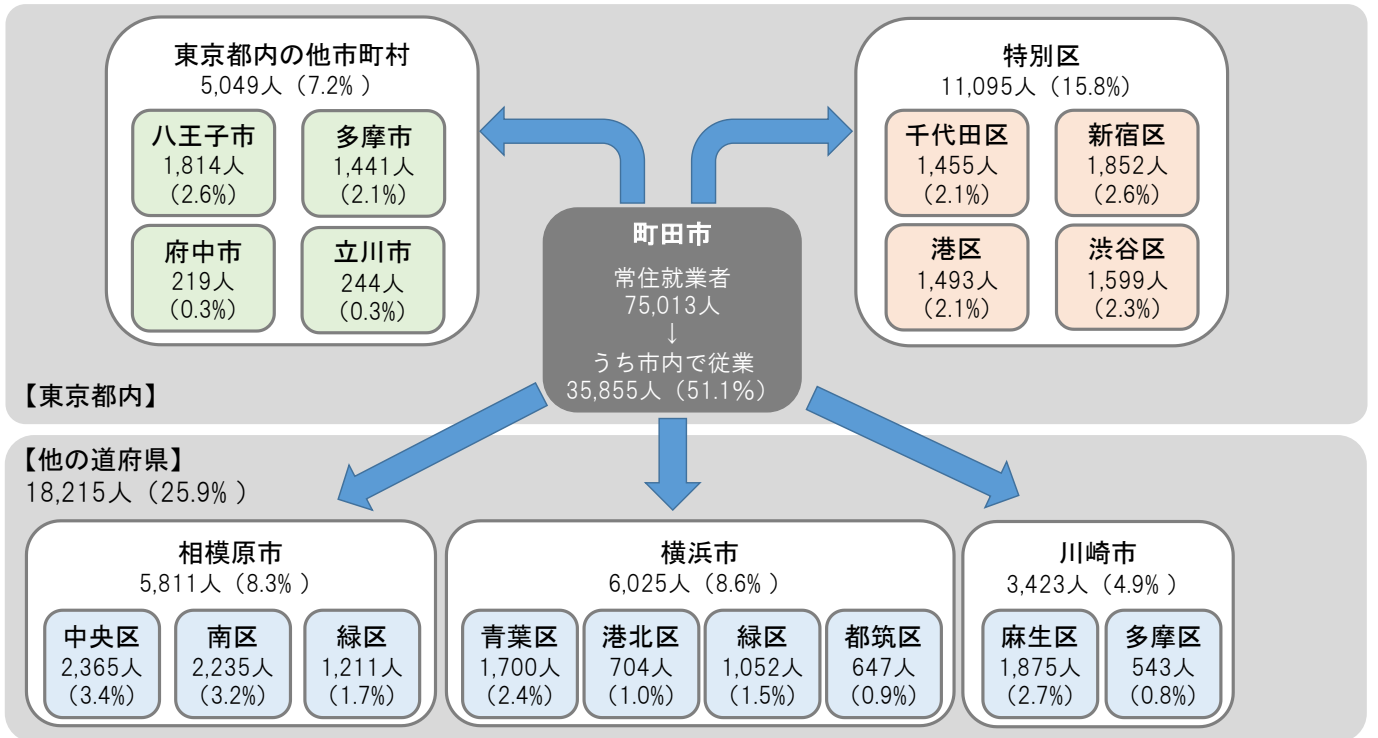 東京都内の他市町村
5,049人（7.2% ）
八王子市
1,814人
(2.6%)
多摩市
1,441人
(2.1%)
府中市
219人
(0.3%)
立川市
244人
(0.3%)
特別区
11,095人（15.8%）
千代田区
1,455人
(2.1%)
新宿区
1,852人
(2.6%)
港区
1,493人
(2.1%)
渋谷区
1,599人
(2.3%)
町田市
常住就業者
75,013人
↓
うち市内で従業
35,855人（51.1%）
【東京都内】
【他の道府県】
18,215人（25.9% ）
相模原市
5,811人（8.3% ）
中央区
2,365人
(3.4%)
南区
2,235人
(3.2%)
緑区
1,211人
(1.7%)
横浜市
6,025人（8.6% ）
青葉区
1,700人
(2.4%)
港北区
704人
(1.0%)
緑区
1,052人
(1.5%)
都筑区
647人
(0.9%)
川崎市
3,423人（4.9% ）
麻生区
1,875人
(2.7%)
多摩区
543人
(0.8%)